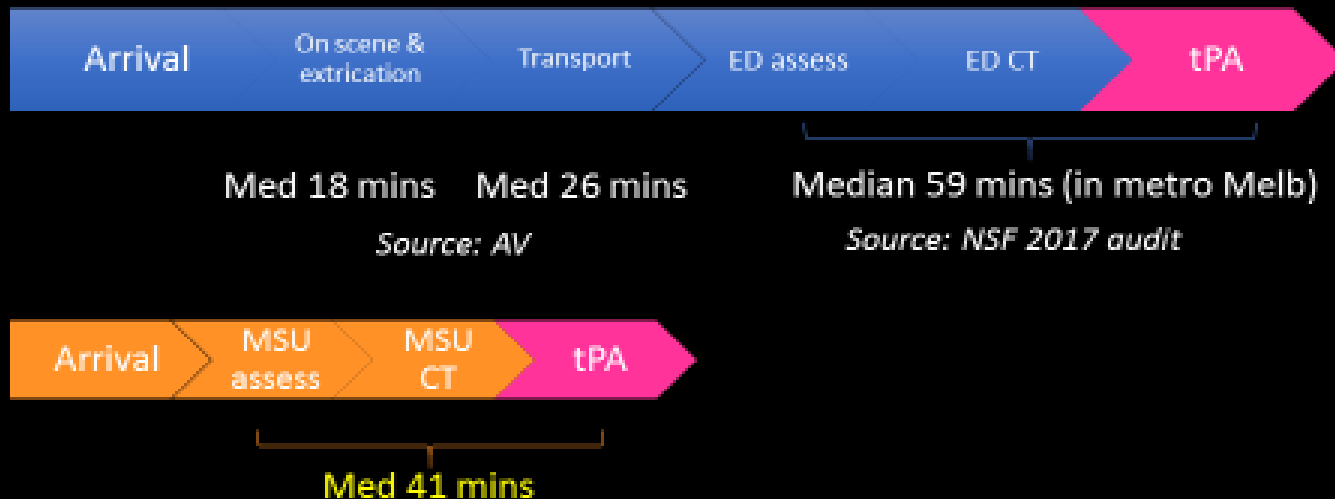 Arrival
On scene &
extrication
Transport
ED assess
ED CT
tPA
Med 18 mins
Med 26 mins
Median 59 mins (in metro Melb)
Source: AV
Source: NSF 2017 audit
Arrival
MSU
assess
MSU
CT
tPA
Med 41 mins